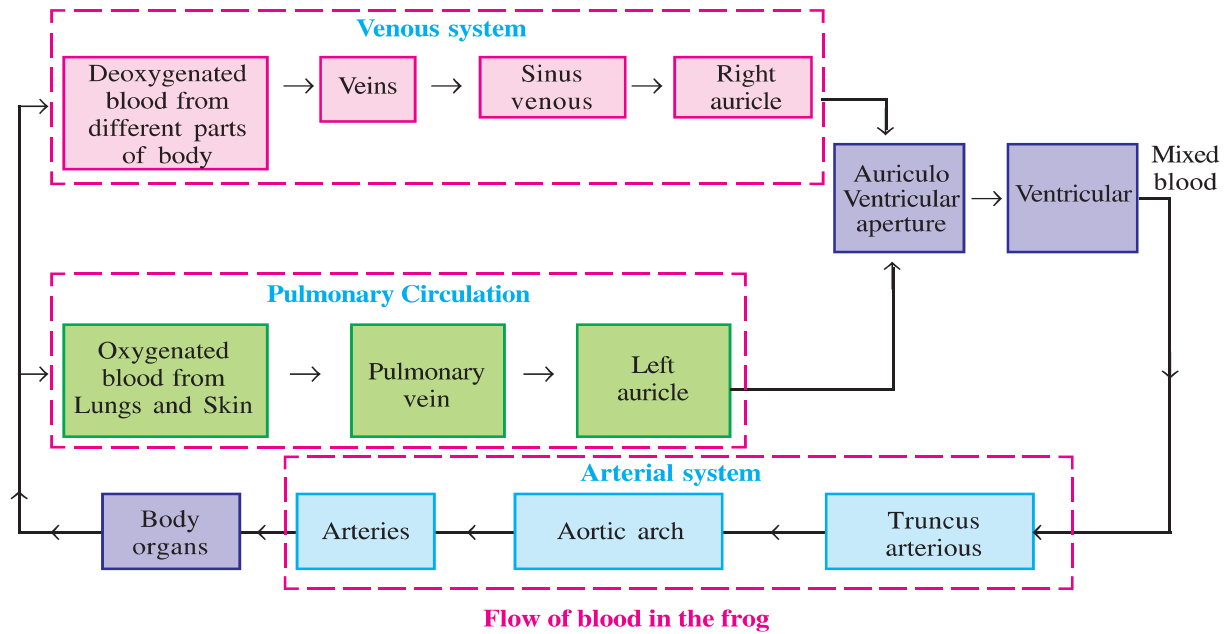 Venous system
Deoxygenated
blood from
different parts
of body
Veins
Sinus
venous
Right
auricle
Auriculo
Ventricular
aperture
Ventricular
Mixed
blood
Pulmonary Circulation
Oxygenated
blood from
Lungs and Skin
Pulmonary
vein
Left
auricle
Arterial system
Body
organs
Arteries
Aortic arch
Truncus
arterious
Flow of blood in the frog